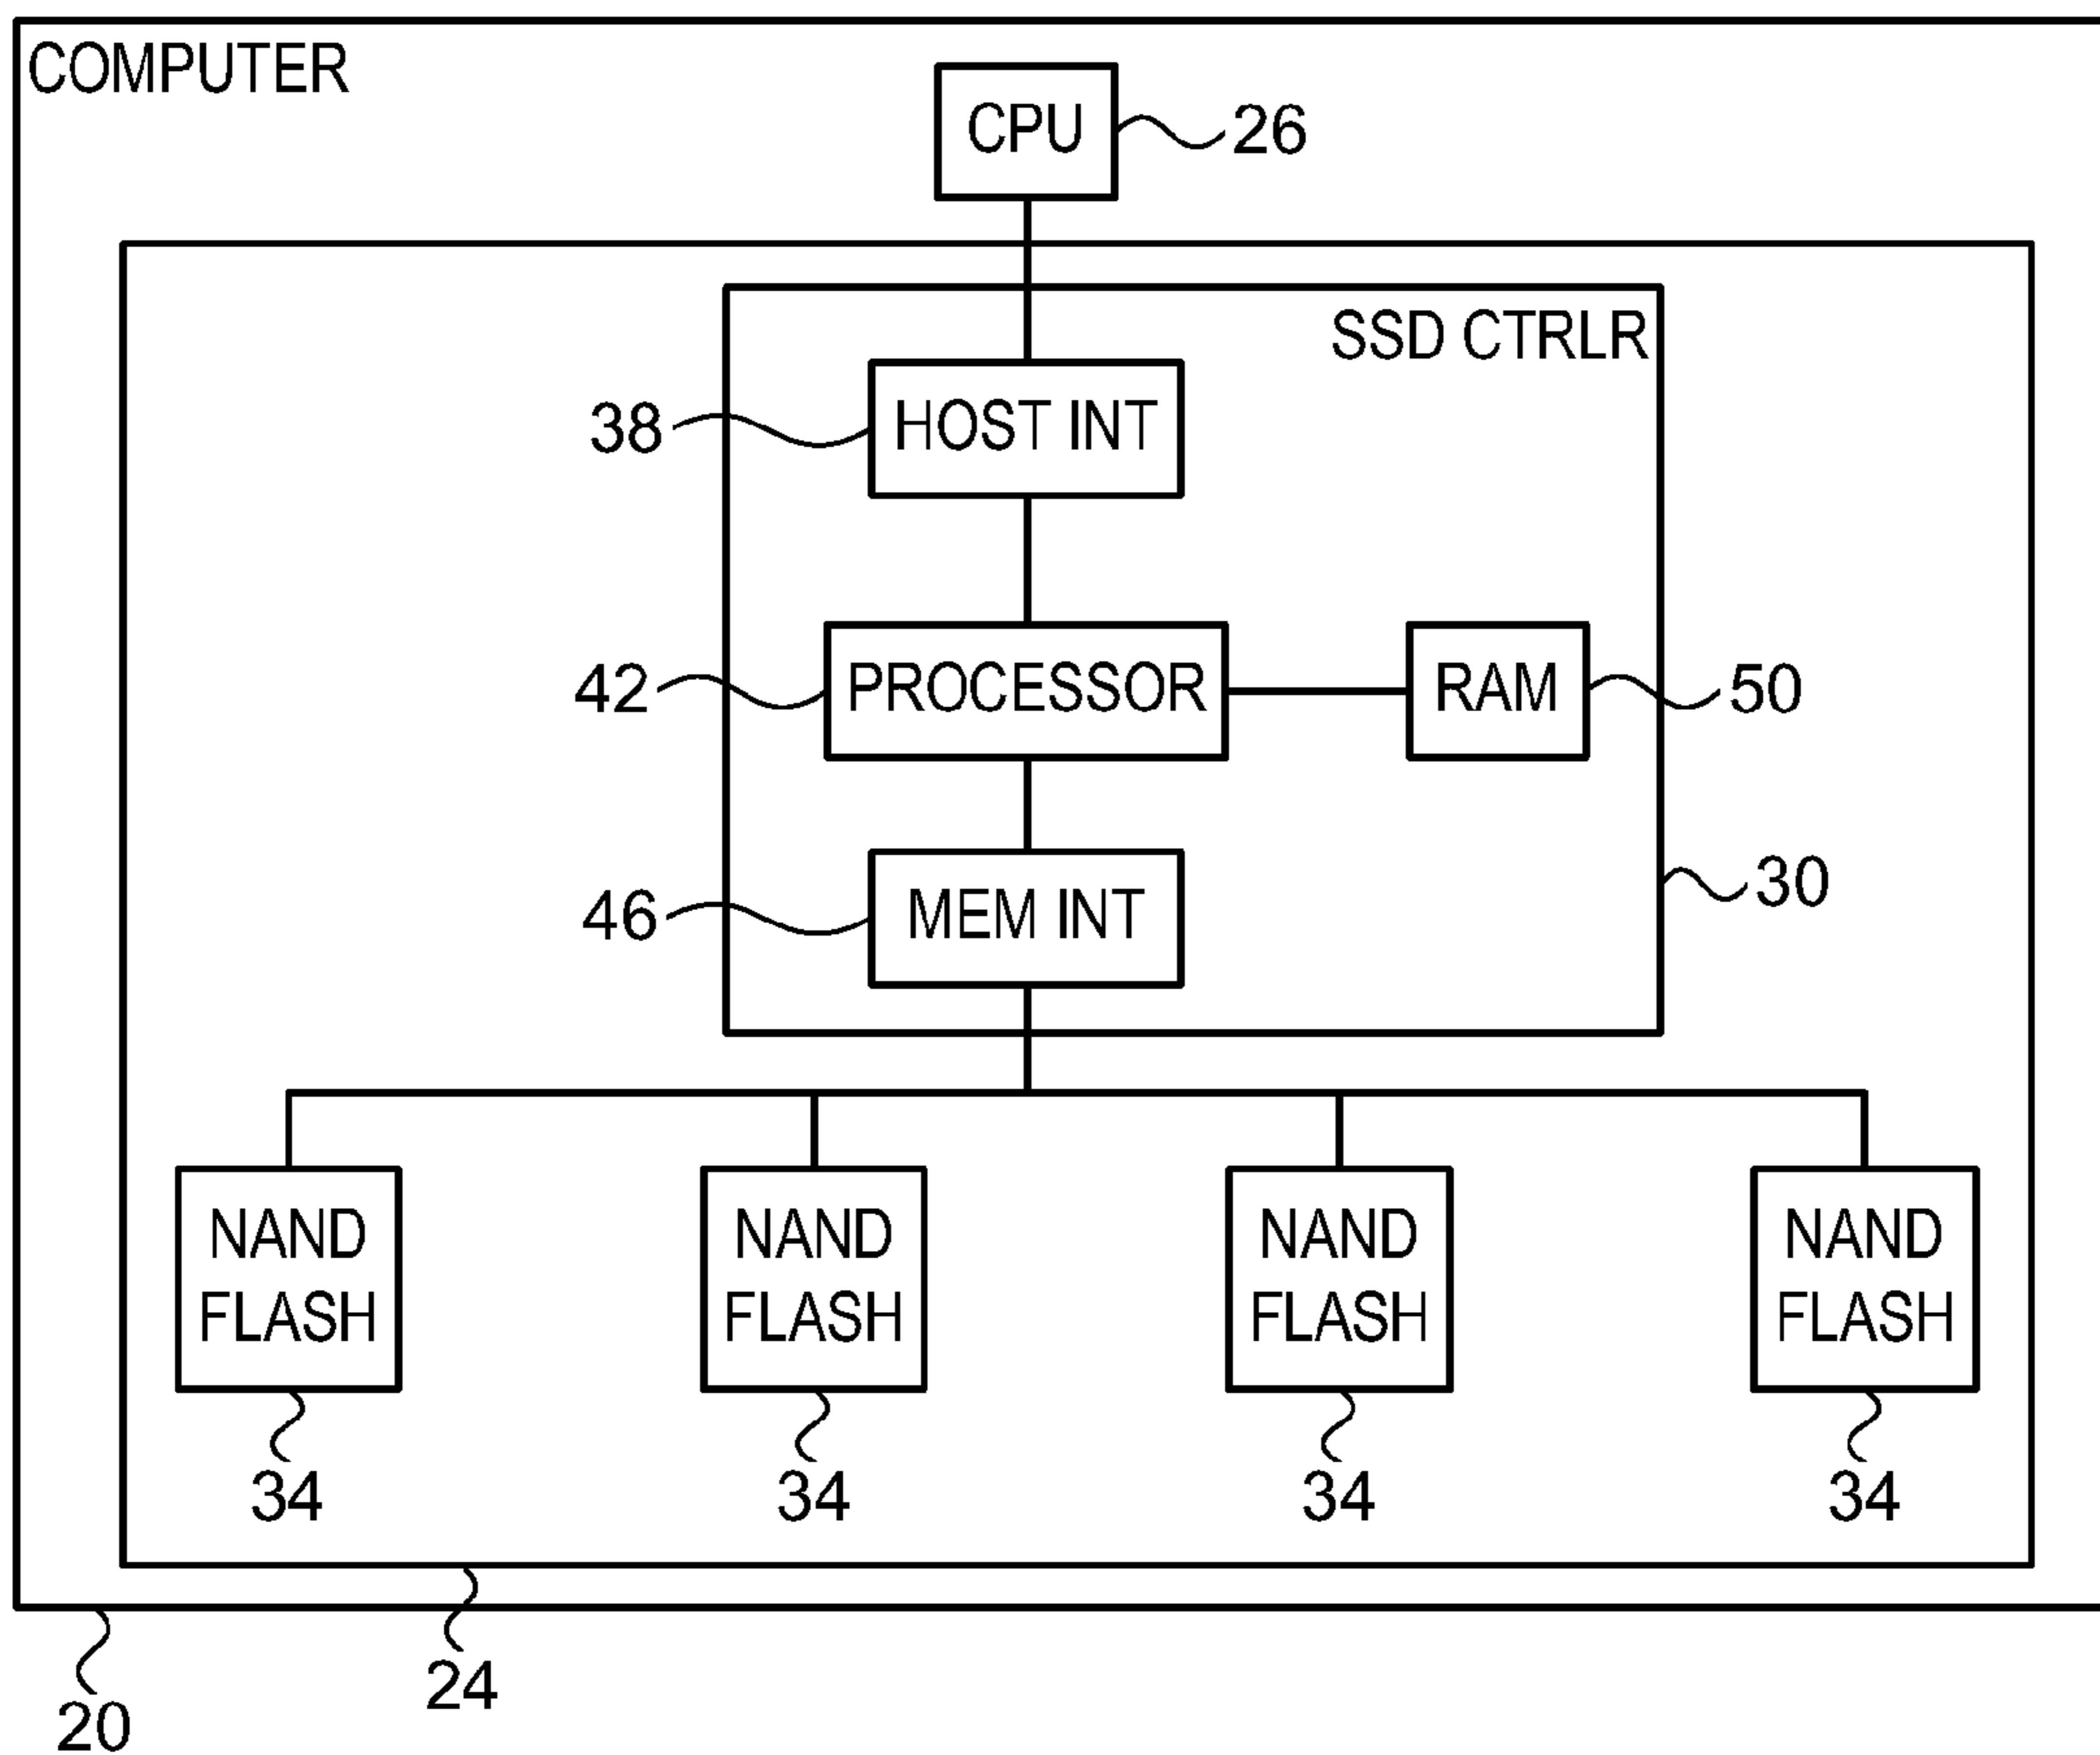 COMPUTER
CPU
26
SSD CTRLR
38
HOST INT
42
PROCESSOR
RAM
50
30
46
MEM INT
NAND
FLASH
NAND
FLASH
NAND
FLASH
NAND
FLASH
34
34
34
34
24
20